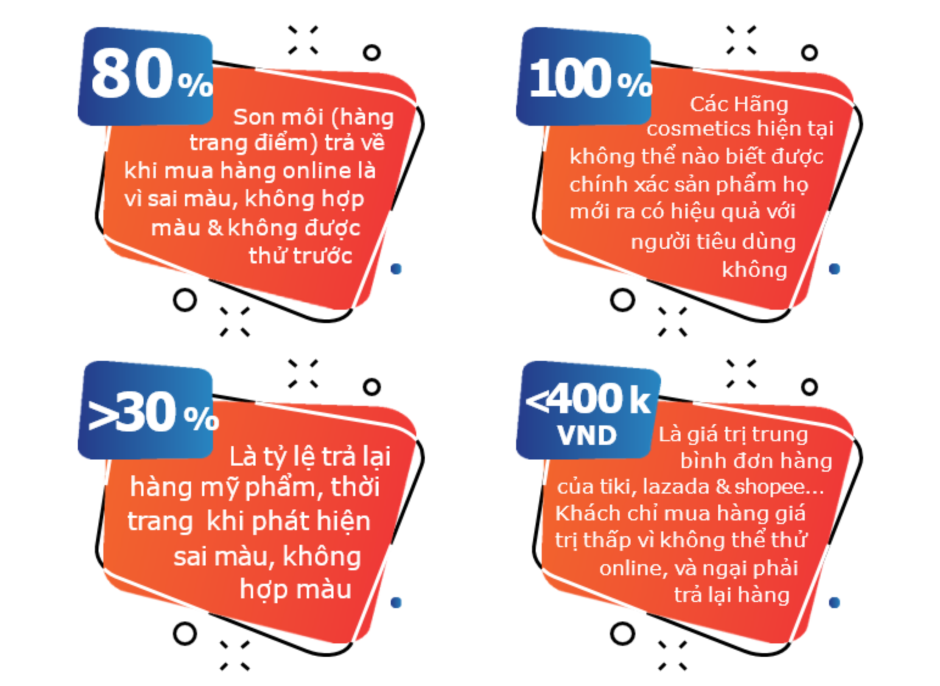 80%
Son môi (hàng
trang điểm) trả về
khi mua hàng online là
vì sai màu, không hợp
màu & không được
thử trước
100 %
Các Hãng
cosmetics hiện tại
không thể nào biết được
chính xác sản phẩm họ
mới ra có hiệu quả với
người tiêu dùng
không
>30 %
Là tỷ lệ trả lại
hàng mỹ phẩm, thời
trang khi phát hiện
sai màu, không
hợp màu
<400 k
VND
Là giá trị trung
bình đơn hàng
của tiki, lazada & shopee...
Khách chỉ mua hàng giá
trị thấp vì không thể thử
online, và ngại phải
trả lại hàng